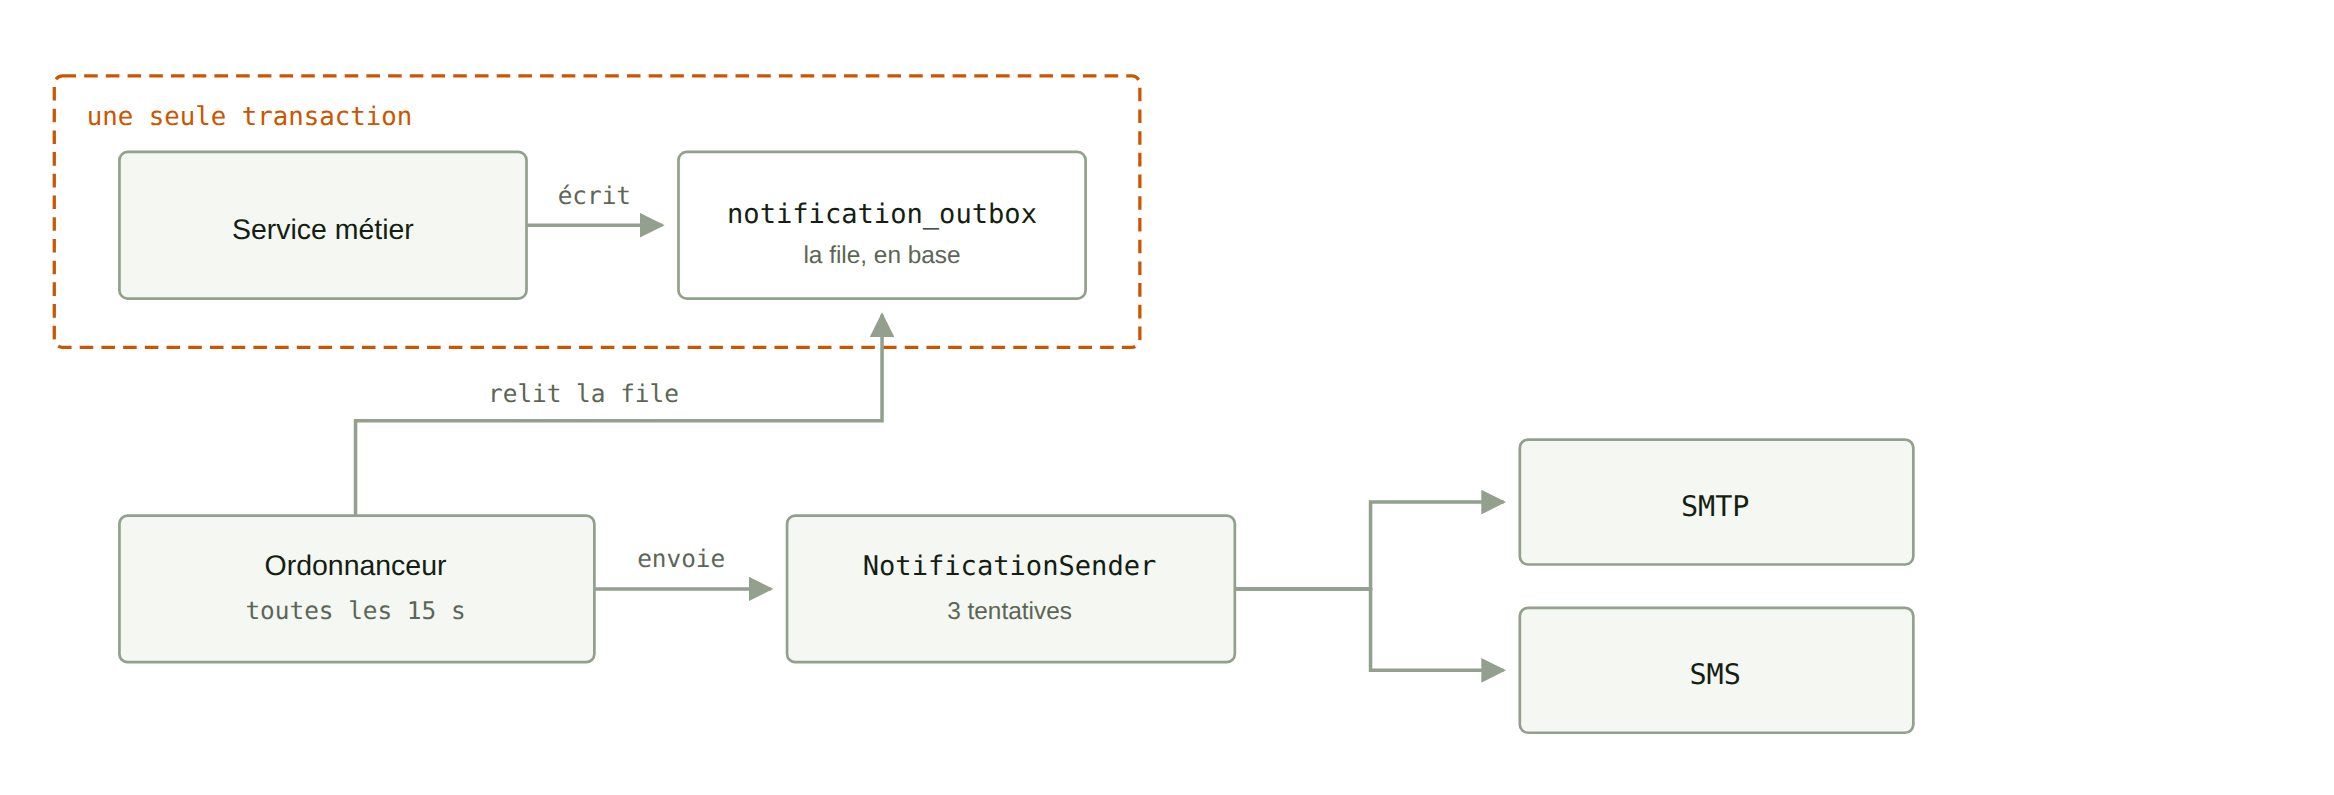 une seule transaction
Service métier
écrit
notification_outbox
la file, en base
relit la file
Ordonnanceur
toutes les 15 s
envoie
NotificationSender
3 tentatives
SMTP
SMS